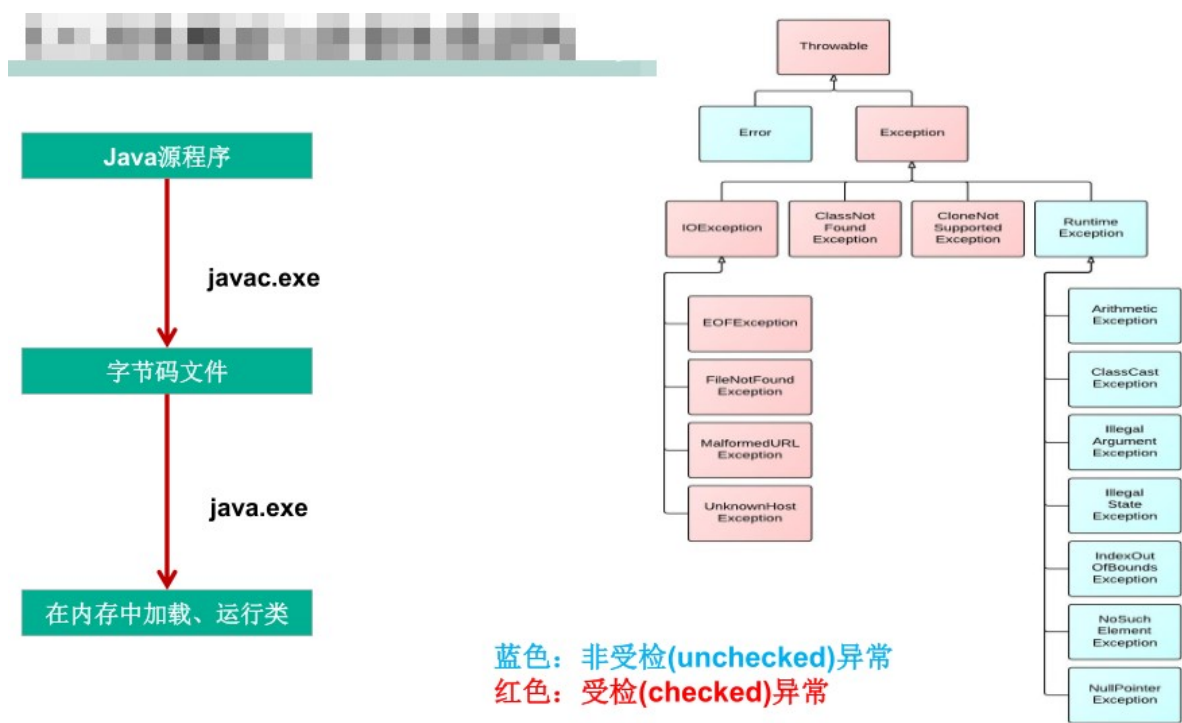 Java源程序
javac.exe
字节码文件
java.exe
在内存中加载、运行类
Throwable
Error
Exception
IOException
ClassNot
Found
Exception
CloneNot
Supported
Exception
Runtime
Exception
EOFException
FileNotFound
Exception
MalformedURL
Exception
UnknownHost
Exception
Arithmetic
Exception
ClassCast
Exception
Illegal
Argument
Exception
Illegal
State
Exception
IndexOut
OfBounds
Exception
NoSuch
Element
Exception
NullPointer
Exception
蓝色：非受检(unchecked)异常
红色：受检(checked)异常